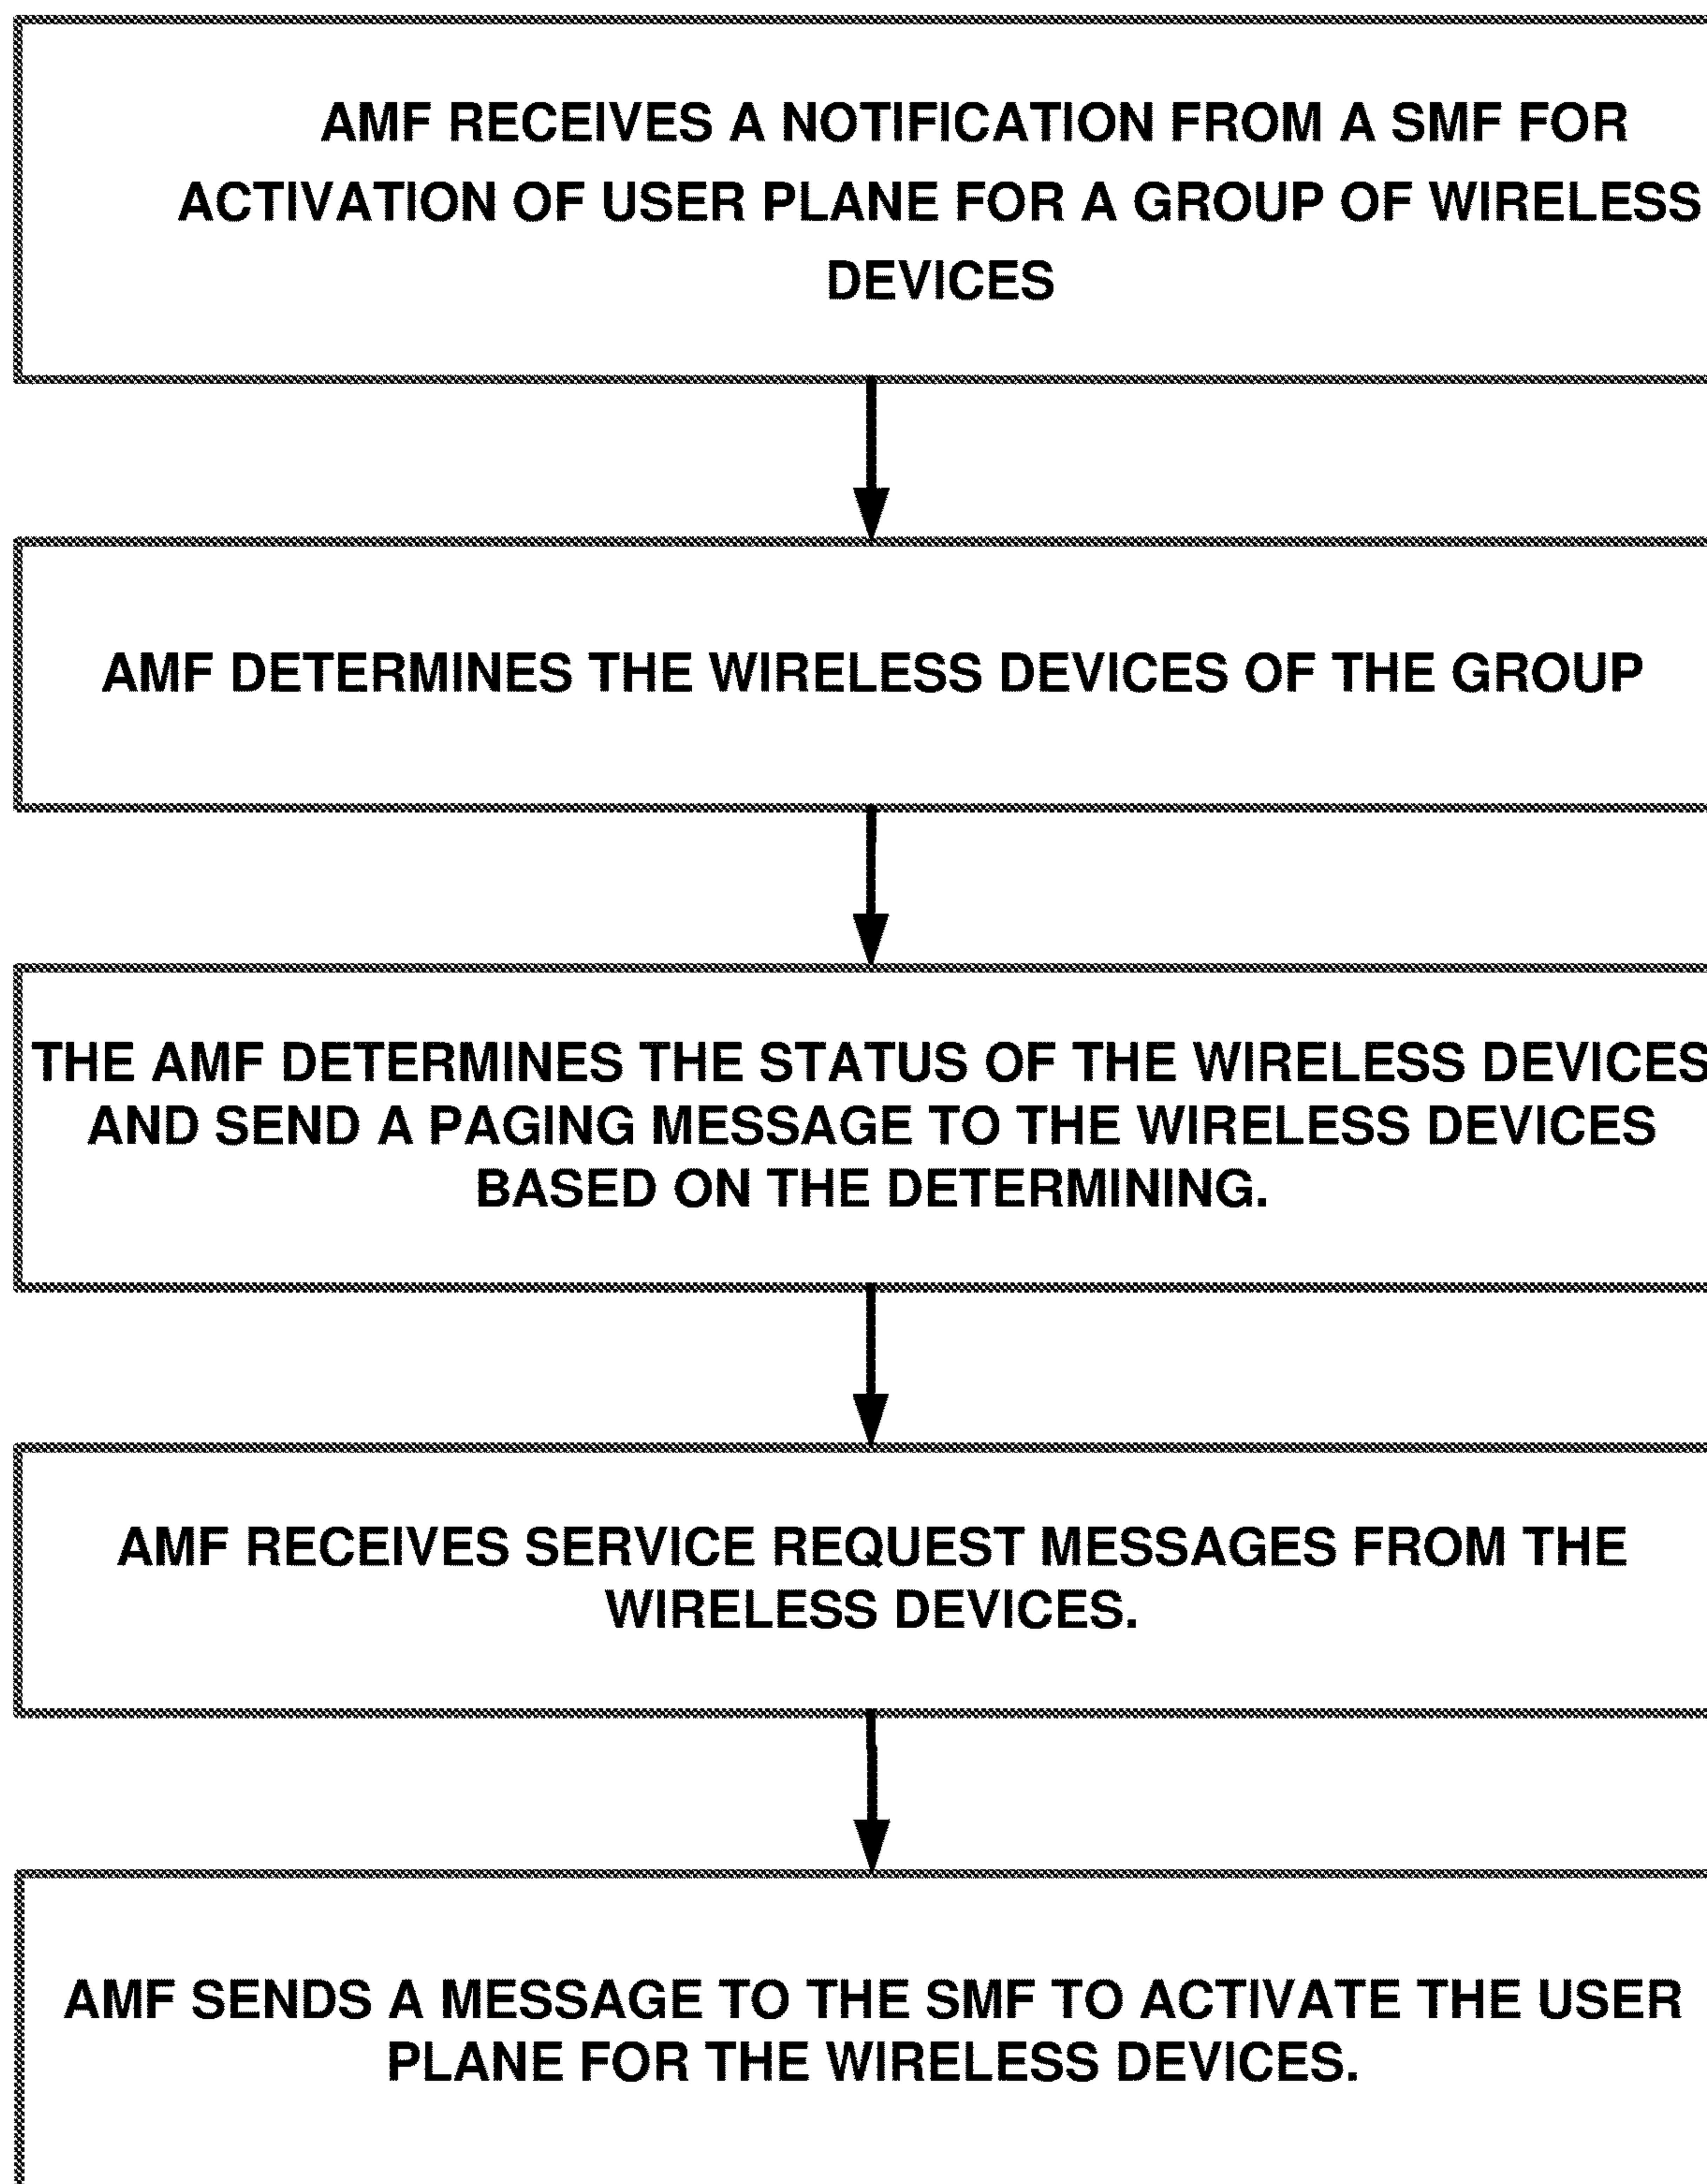 AMF RECEIVES A NOTIFICATION FROM A SMF FOR
ACTIVATION OF USER PLANE FOR A GROUP OF WIRELESS
DEVICES
AMF DETERMINES THE WIRELESS DEVICES OF THE GROUP
THE AMF DETERMINES THE STATUS OF THE WIRELESS DEVICES
AND SEND A PAGING MESSAGE TO THE WIRELESS DEVICES
BASED ON THE DETERMINING.
AMF RECEIVES SERVICE REQUEST MESSAGES FROM THE
WIRELESS DEVICES.
AMF SENDS A MESSAGE TO THE SMF TO ACTIVATE THE USER
PLANE FOR THE WIRELESS DEVICES.